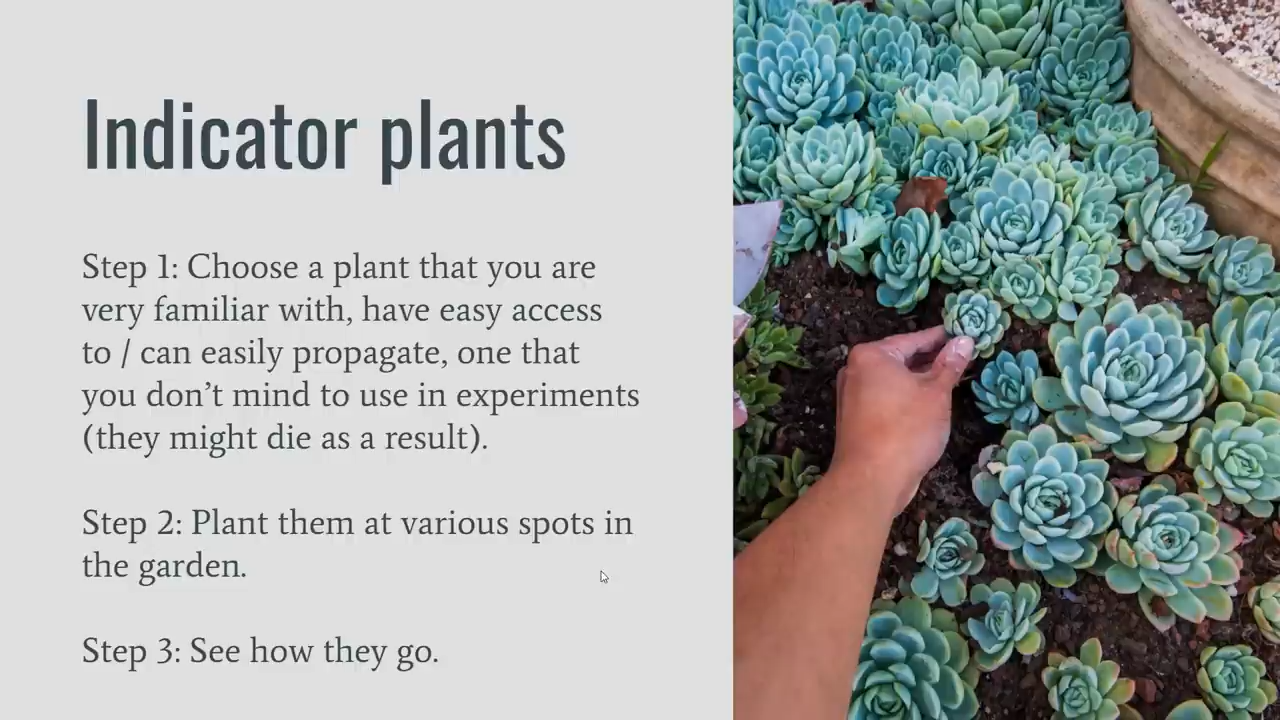 Indicator plants
Step 1: Choose a plant that you are
very familiar with, have easy access
to / can easily propagate, one that
you don’t mind to use in experiments
(they might die as a result).
Step 2: Plant them at various spots in
the garden.
Step 3: See how they go.